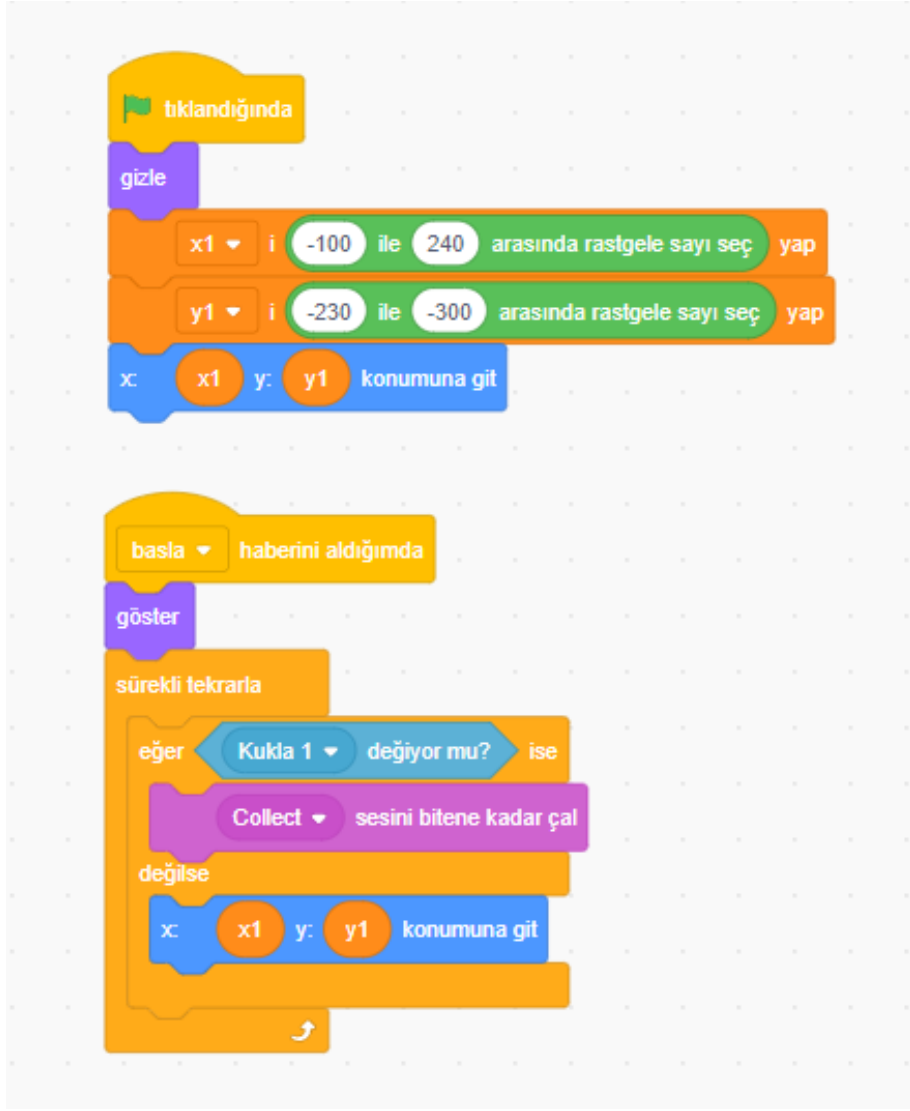 tıklandığında
gizle
x1 i -100 ile 240 arasında rastgele sayı seç yap
y1 i -230 ile -300 arasında rastgele sayı seç yap
x: x1 y: y1 konumuna git
basla haberini aldığımda
göster
sürekli tekrarla
eğer Kukla 1 değiyor mu? ise
Collect sesini bitene kadar çal
değilse
x: x1 y: y1 konumuna git